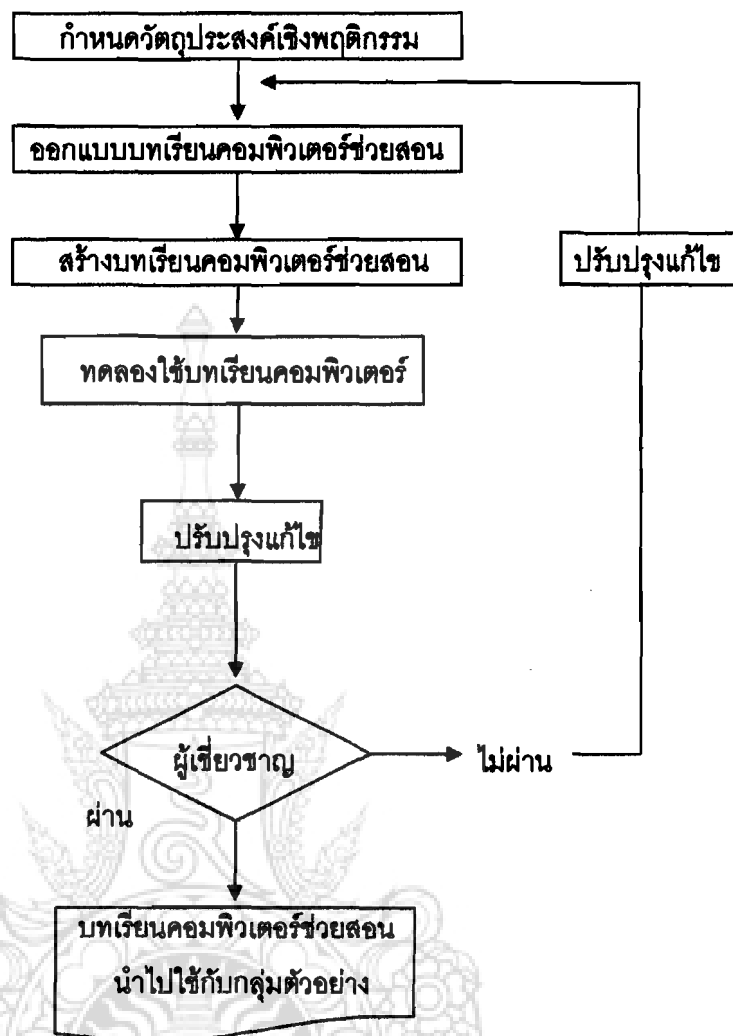 กำหนดวัตถุประสงค์เชิงพฤติกรรม
ออกแบบบทเรียนคอมพิวเตอร์ช่วยสอน
สร้างบทเรียนคอมพิวเตอร์ช่วยสอน
ปรับปรุงแก้ไข
ทดลองใช้บทเรียนคอมพิวเตอร์
ปรับปรุงแก้ไข
ผู้เชี่ยวชาญ
ไม่ผ่าน
ผ่าน
บทเรียนคอมพิวเตอร์ช่วยสอน
นำไปใช้กับกลุ่มตัวอย่าง